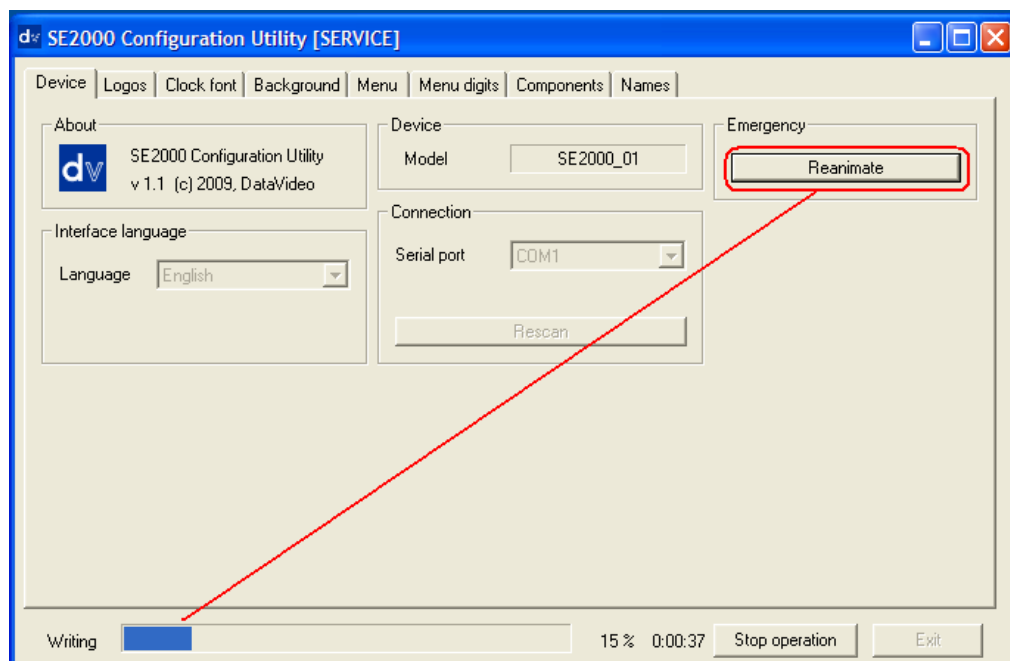 dv SE2000 Configuration Utility [SERVICE]
Device Logos Clock font Background Menu Menu digits Components Names
About
dv
SE2000 Configuration Utility
v 1.1 (c) 2009, DataVideo
Interface language
Language English
Device
Model SE2000_01
Connection
Serial port COM1
Rescan
Emergency
Reanimate
Writing 15 % 0:00:37 Stop operation Exit